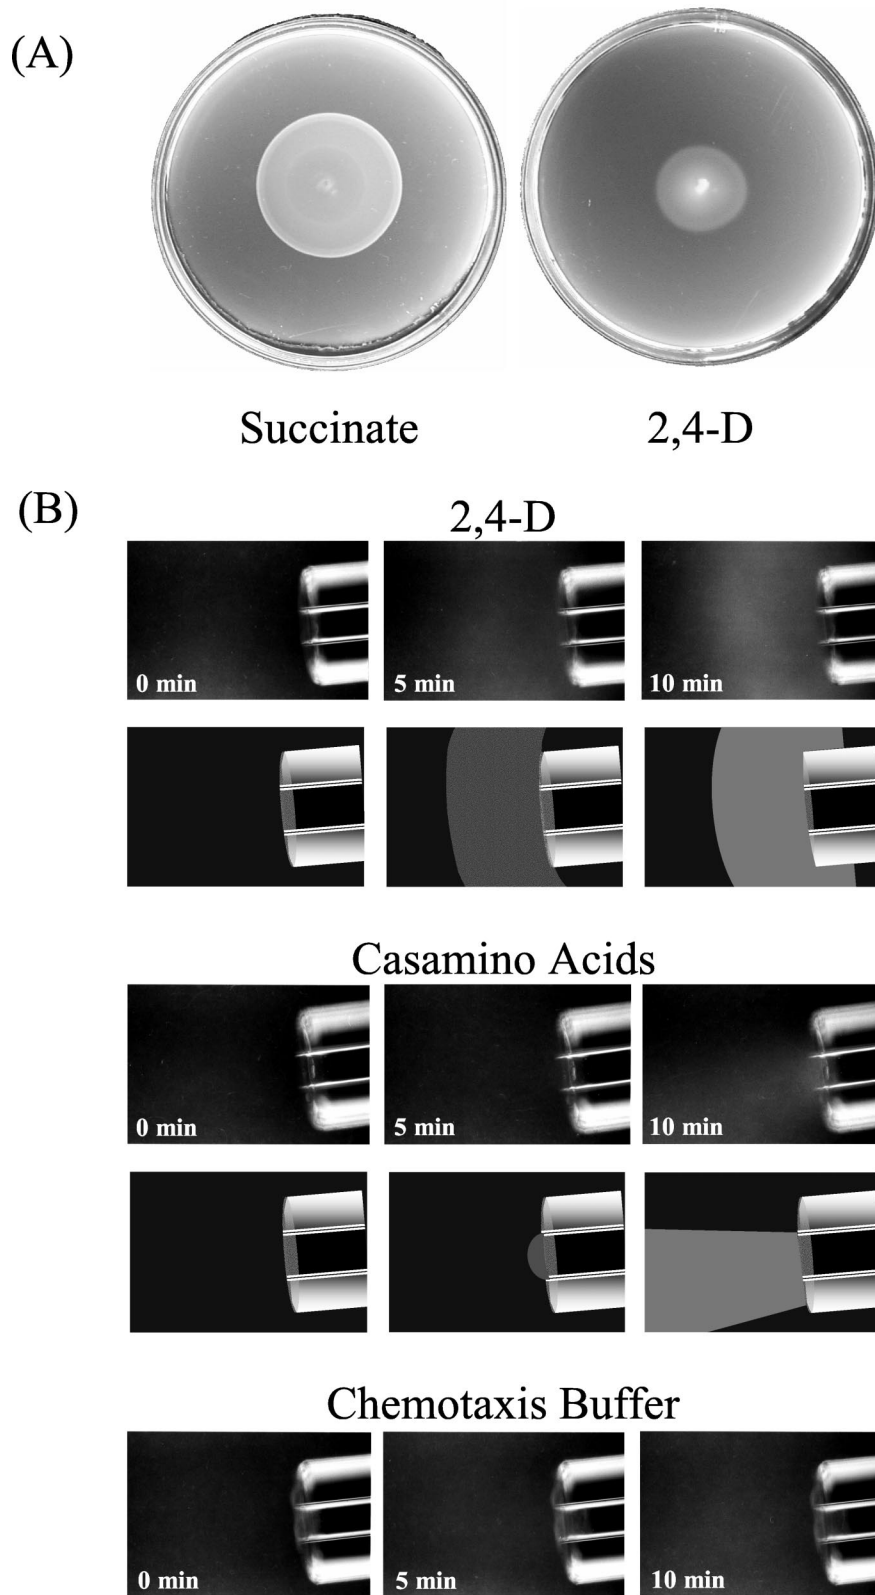 (A)
Succinate
2,4-D
(B)
2,4-D
0 min
5 min
10 min
Casamino Acids
0 min
5 min
10 min
Chemotaxis Buffer
0 min
5 min
10 min